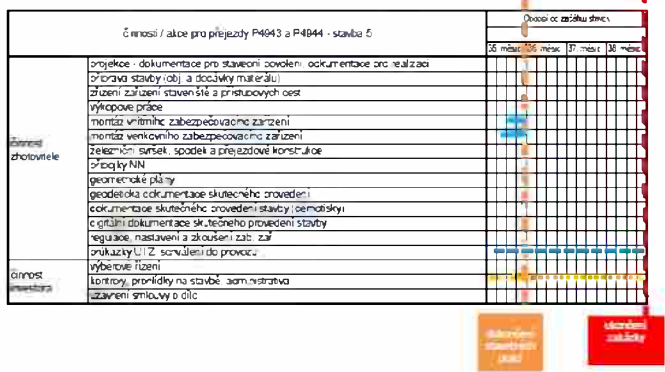 činnosti / akce pro přejezdy P4943 a P4944 - stavba 5
Období od začátku stavby
35 měsíc 36 měsíc 37. měsíc 38 měsíc
projekce - dokumentace pro stavební povolení, dokumentace pro realizaci
příprava stavby (obj. a dodávky materálu)
zřízení zařízení staveniště a přístupových cest
výkopové práce
montáž vnitřního zabezpečovacího zařízení
montáž venkovního zabezpečovacího zařízení
železniční svršek, spodek a přejezdové konstrukce
přípojky NN
geometrické plány
geodetická dokumentace skutečného provedení
dokumentace skutečného provedení stavby
digitální dokumentace skutečného provedení stavby
regulace, nastavení a zkoušení zab. zař
průkazky UTZ, schválení do provozu
činnost
zhotovitele
výběrové řízení
kontroly, prohlídky na stavbě, administrativa
uzavření smlouvy o dílo
činnost
investora
dokončení
stavebních
prací
ukončení
zakázky